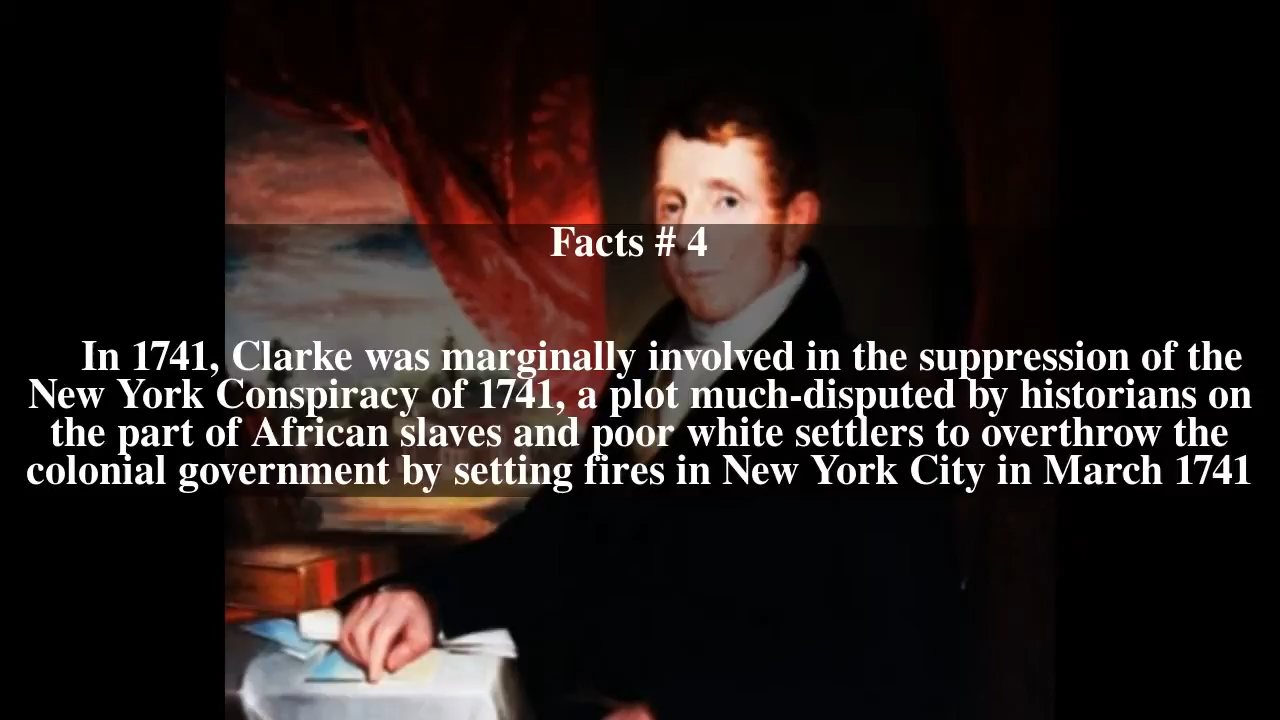 Facts # 4
In 1741, Clarke was marginally involved in the suppression of the
New York Conspiracy of 1741, a plot much-disputed by historians on
the part of African slaves and poor white settlers to overthrow the
colonial government by setting fires in New York City in March 1741